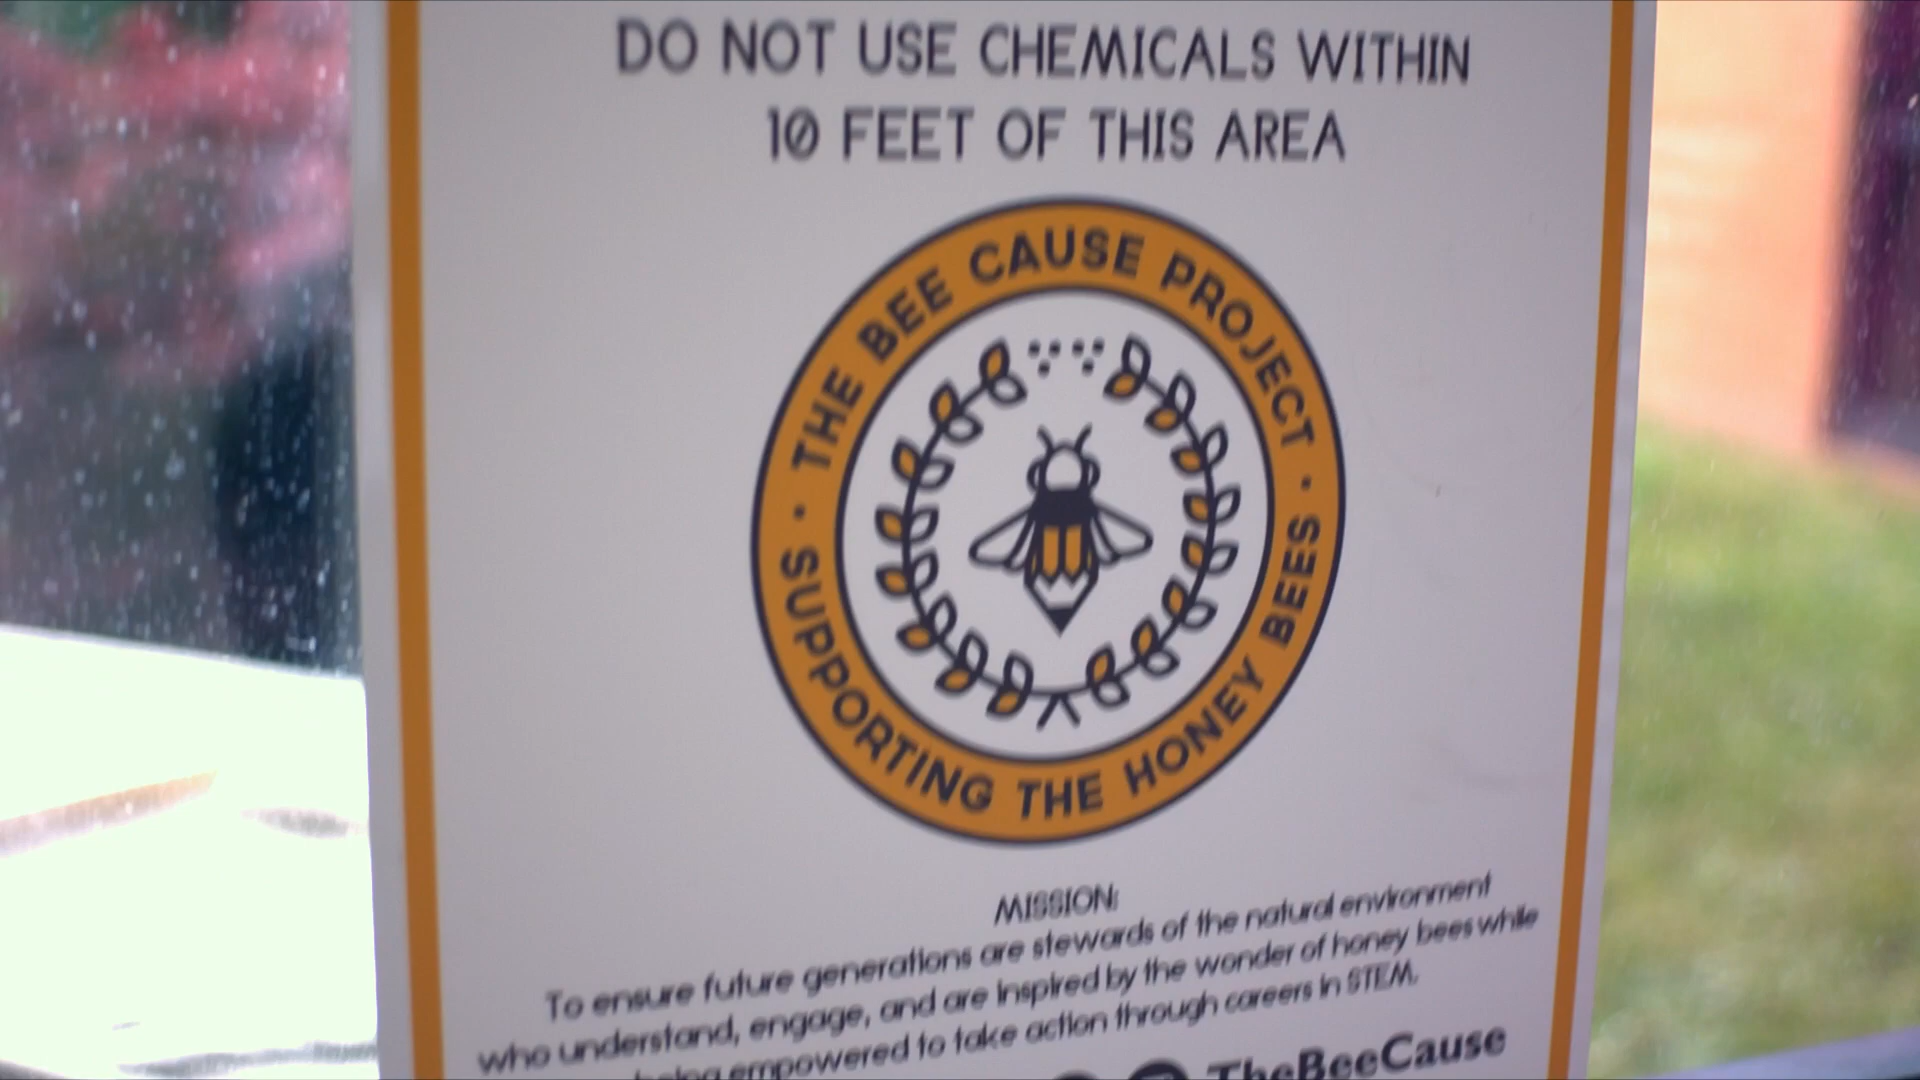 DO NOT USE CHEMICALS WITHIN
10 FEET OF THIS AREA
· THE BEE CAUSE PROJECT ·
SUPPORTING THE HONEY BEES
MISSION:
To ensure future generations are stewards of the natural environment
who understand, engage, and are inspired by the wonder of honey bees while
being empowered to take action through careers in STEM.
TheBeeCause